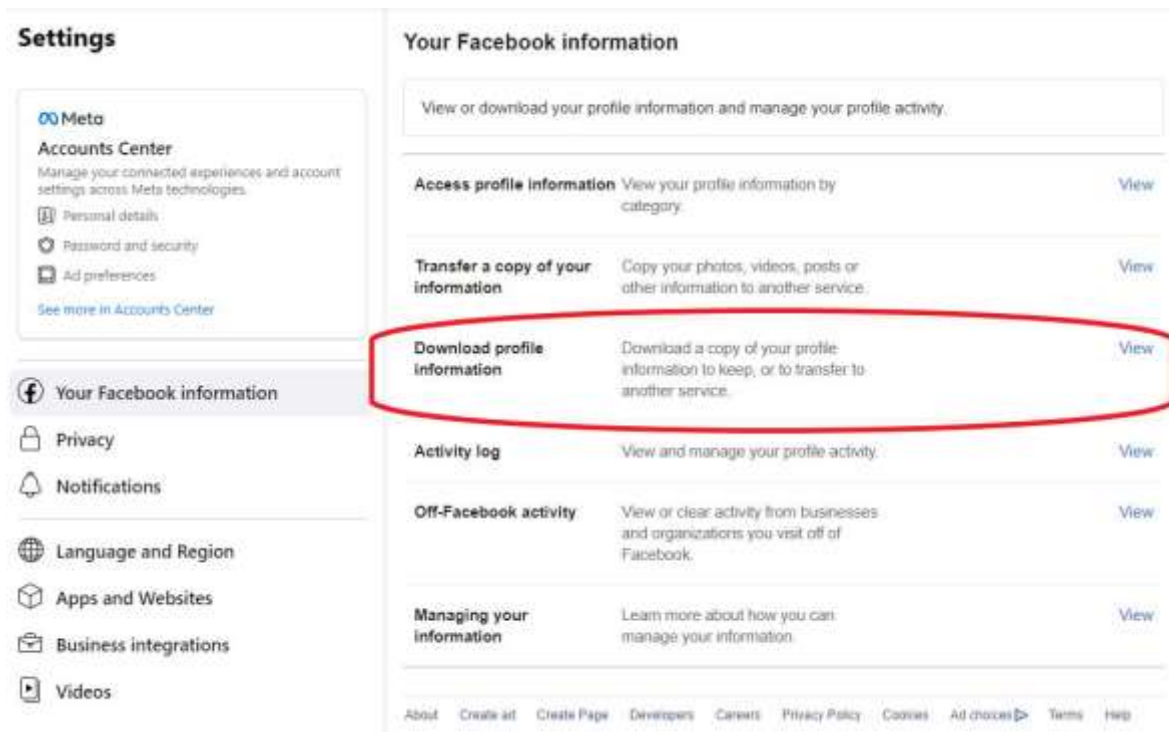 Settings
Meta
Accounts Center
Manage your connected experiences and account
settings across Meta technologies.
Personal details
Password and security
Ad preferences
See more in Accounts Center
Your Facebook information
Privacy
Notifications
Language and Region
Apps and Websites
Business integrations
Videos
Your Facebook information
View or download your profile information and manage your profile activity.
Access profile information View your profile information by
category.
View
Transfer a copy of your
information
Copy your photos, videos, posts or
other information to another service.
View
Download profile
information
Download a copy of your profile
information to keep, or to transfer to
another service.
View
Activity log
View and manage your profile activity.
View
Off-Facebook activity
View or clear activity from businesses
and organizations you visit off of
Facebook.
View
Managing your
information
Learn more about how you can
manage your information.
View
About Create ad Create Page Developers Careers Privacy Policy Cookies Ad choices Terms Help